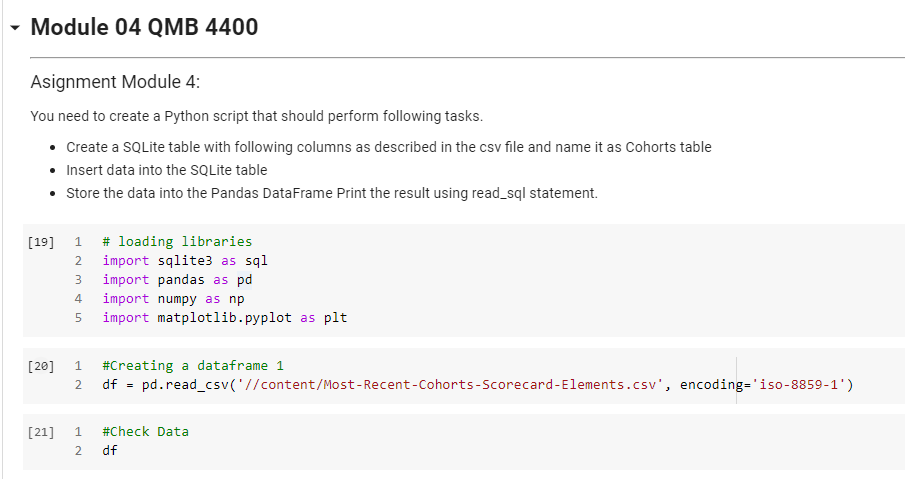 Module 04 QMB 4400
Asignment Module 4:
You need to create a Python script that should perform following tasks.
• Create a SQLite table with following columns as described in the csv file and name it as Cohorts table
• Insert data into the SQLite table
• Store the data into the Pandas DataFrame Print the result using read_sql statement.
[19] 1 # loading libraries
2 import sqlite3 as sql
3 import pandas as pd
4 import numpy as np
5 import matplotlib.pyplot as plt
[20] 1 #Creating a dataframe 1
2 df = pd.read_csv('//content/Most-Recent-Cohorts-Scorecard-Elements.csv', encoding='iso-8859-1')
[21] 1 #Check Data
2 df